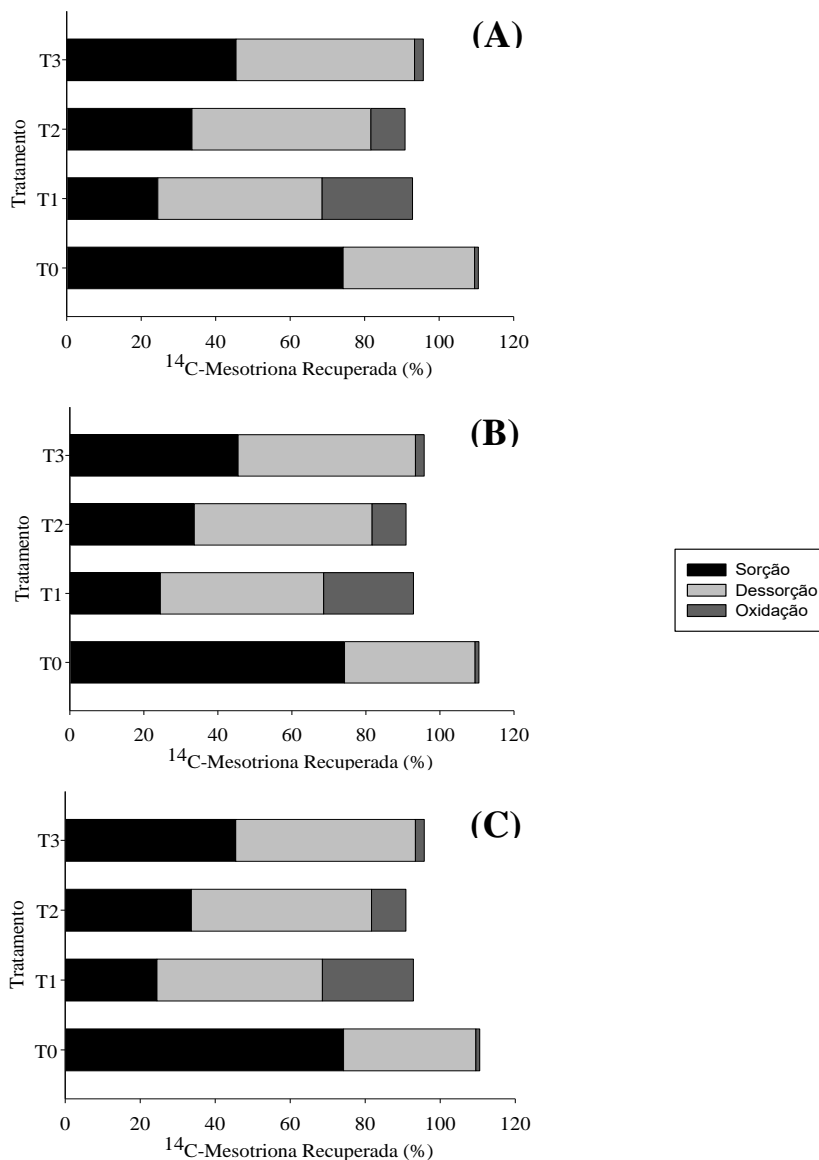 (A)
T3
T2
T1
T0
Tratamento
0 20 40 60 80 100 120
14C-Mesotriona Recuperada (%)
(B)
T3
T2
T1
T0
Tratamento
0 20 40 60 80 100 120
14C-Mesotriona Recuperada (%)
Sorção
Dessorção
Oxidação
(C)
T3
T2
T1
T0
Tratamento
0 20 40 60 80 100 120
14C-Mesotriona Recuperada (%)